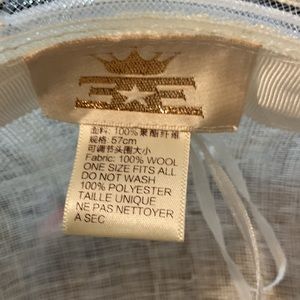 面料: 100%聚酯纤维
规格: 57cm
可调节头围大小
Fabric: 100% WOOL
ONE SIZE FITS ALL
DO NOT WASH
100% POLYESTER
TAILLE UNIQUE
NE PAS NETTOYER
A SEC